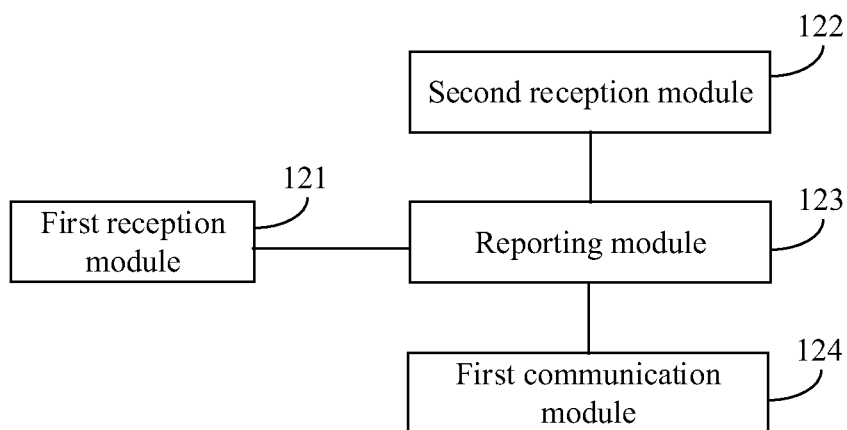 122
Second reception module
121
123
First reception
module
Reporting module
124
First communication
module